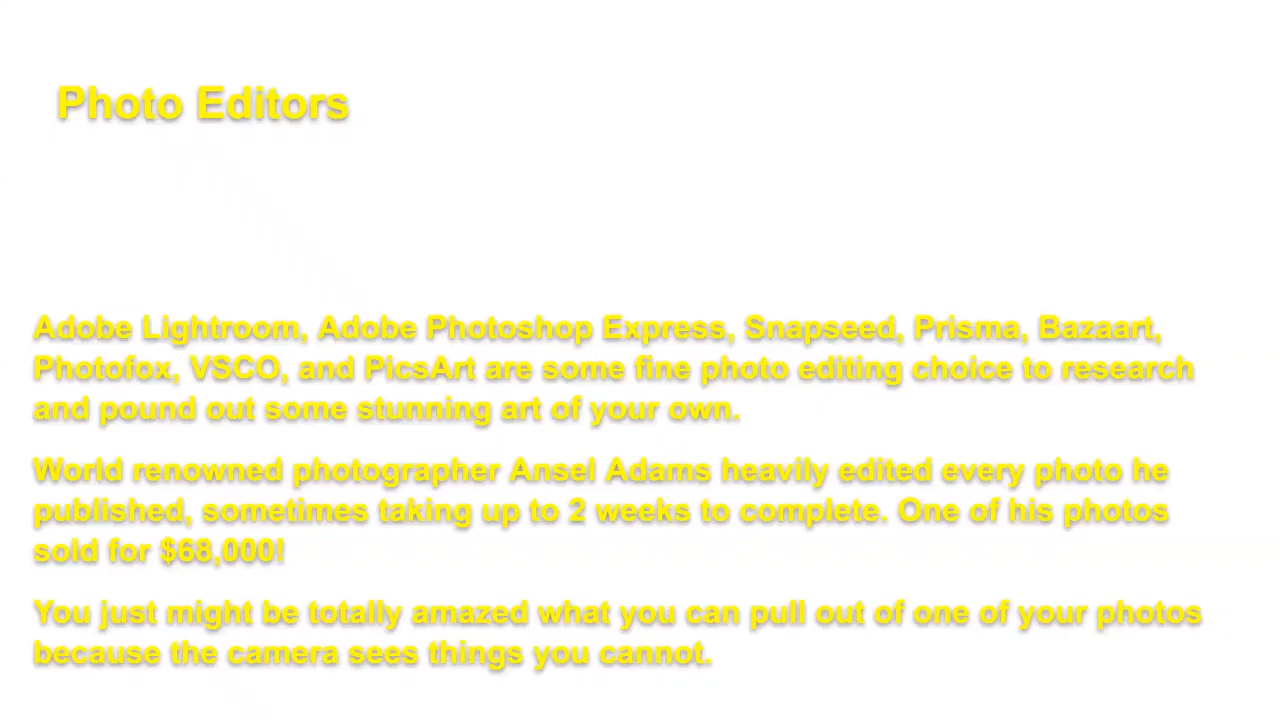 Photo Editors
Adobe Lightroom, Adobe Photoshop Express, Snapseed, Prisma, Bazaart,
Photofox, VSCO, and PicsArt are some fine photo editing choice to research
and pound out some stunning art of your own.
World renowned photographer Ansel Adams heavily edited every photo he
published, sometimes taking up to 2 weeks to complete. One of his photos
sold for $68,000!
You just might be totally amazed what you can pull out of one of your photos
because the camera sees things you cannot.